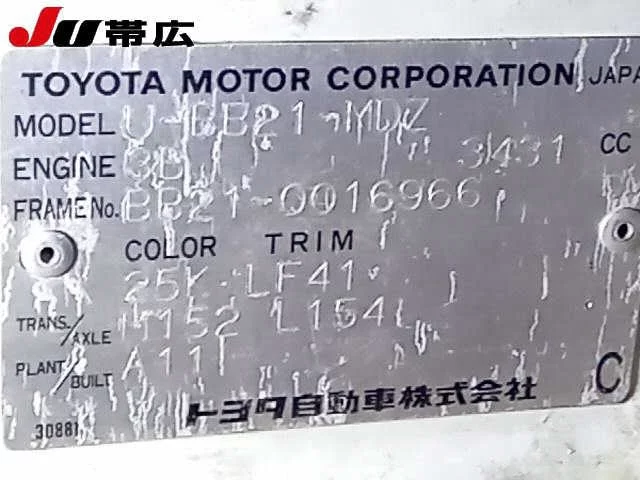 JU帯広
TOYOTA MOTOR CORPORATION JAPA
MODEL U-BB21-MDZ
ENGINE 3B 3431 CC
FRAME No. BB21-0016966
COLOR TRIM
25K LF41
TRANS./AXLE L154L
PLANT/BUILT A11
トヨタ自動車株式会社 C
30881